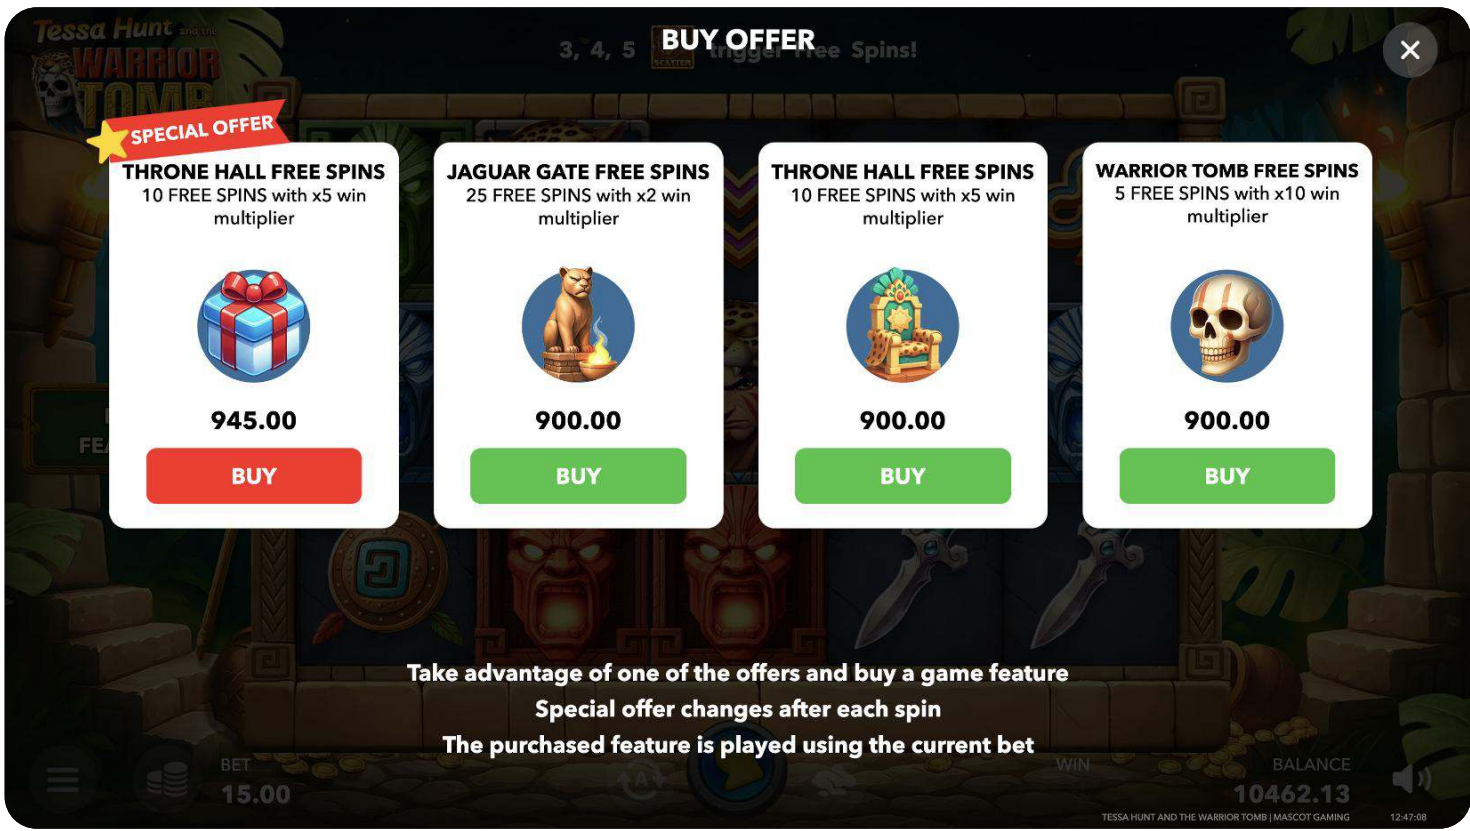 Tessa Hunt and the
WARRIOR
TOMB
3, 4, 5 SCATTER trigger Free Spins!
BUY OFFER
SPECIAL OFFER
THRONE HALL FREE SPINS
10 FREE SPINS with x5 win
multiplier
945.00
BUY
JAGUAR GATE FREE SPINS
25 FREE SPINS with x2 win
multiplier
900.00
BUY
THRONE HALL FREE SPINS
10 FREE SPINS with x5 win
multiplier
900.00
BUY
WARRIOR TOMB FREE SPINS
5 FREE SPINS with x10 win
multiplier
900.00
BUY
Take advantage of one of the offers and buy a game feature
Special offer changes after each spin
The purchased feature is played using the current bet
BET
15.00
A
WIN
BALANCE
10462.13
TESSA HUNT AND THE WARRIOR TOMB | MASCOT GAMING
12:47:08